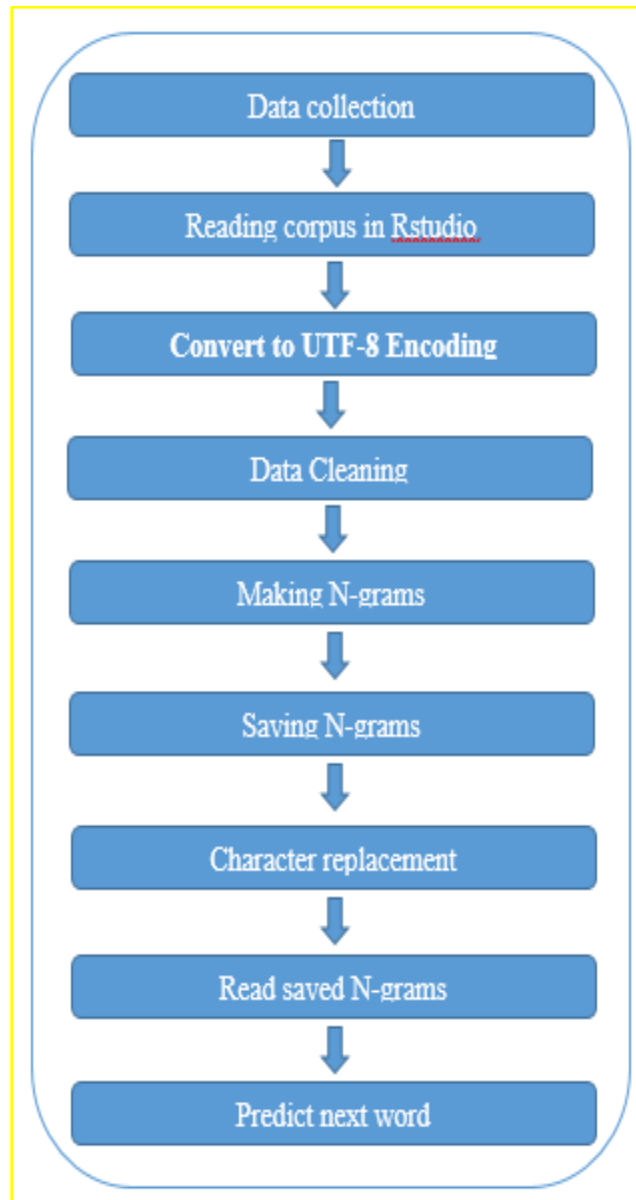 Data collection
Reading corpus in Rstudio
Convert to UTF-8 Encoding
Data Cleaning
Making N-grams
Saving N-grams
Character replacement
Read saved N-grams
Predict next word